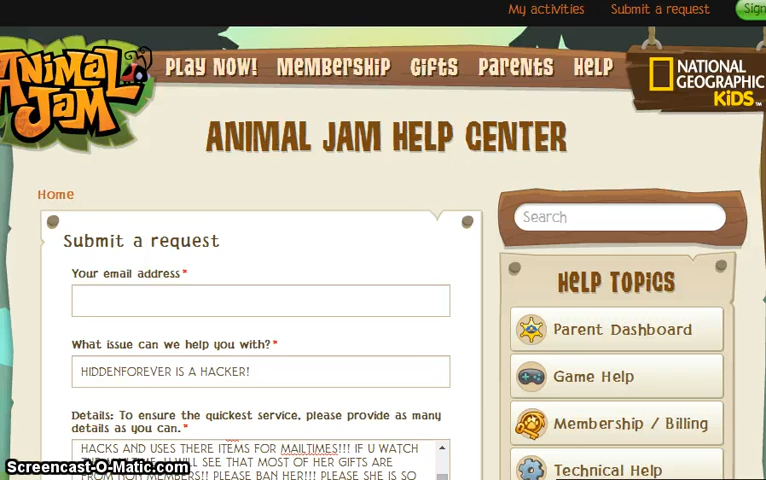 My activities Submit a request Sign
ANIMAL JAM
PLAY NOW! MEMBERSHIP GIFTS PARENTS HELP
NATIONAL GEOGRAPHIC KiDS
ANIMAL JAM HELP CENTER
Home
Search
Submit a request
Your email address*
HELP TOPICS
Parent Dashboard
What issue can we help you with?*
HIDDENFOREVER IS A HACKER!
Game Help
Details: To ensure the quickest service, please provide as many
details as you can.*
Membership / Billing
HACKS AND USES THERE ITEMS FOR MAILTIMES!!! IF U WATCH
U WILL SEE THAT MOST OF HER GIFTS ARE
FROM NON MEMBERS!! PLEASE BAN HER!!! PLEASE SHE IS SO
Technical Help
Screencast-O-Matic.com